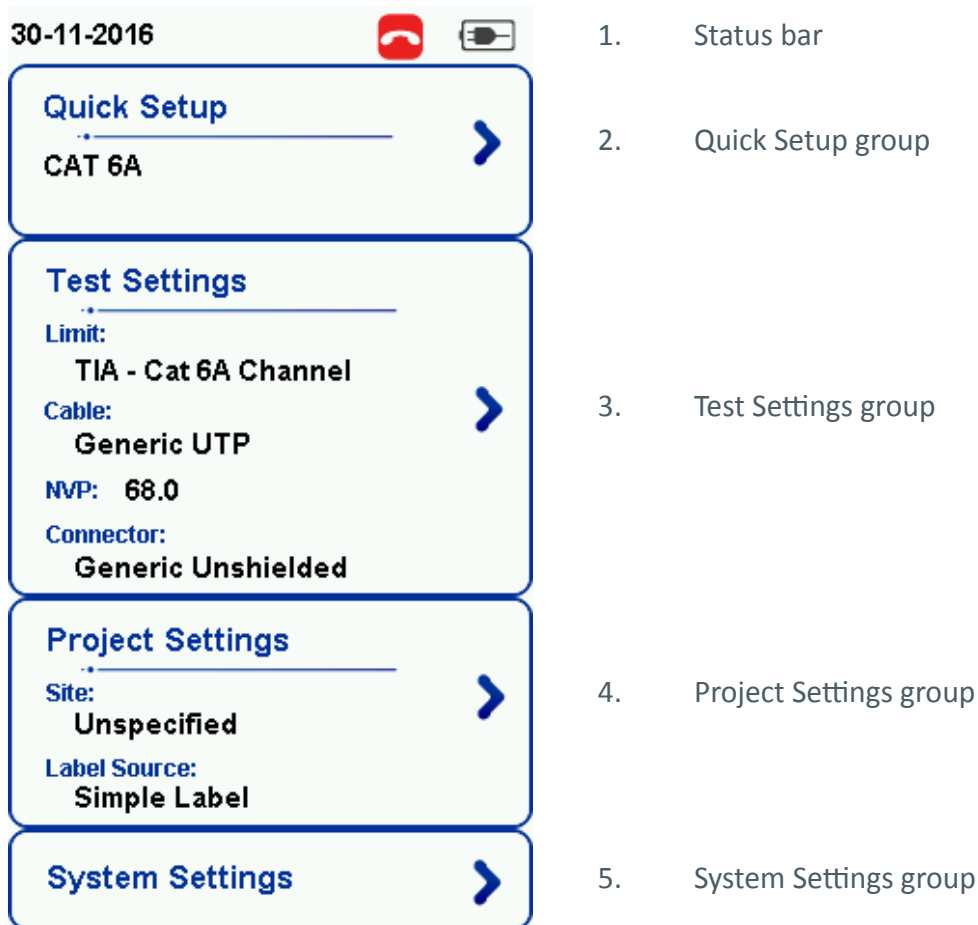 30-11-2016
1. Status bar
Quick Setup
CAT 6A
2. Quick Setup group
Test Settings
Limit:
TIA - Cat 6A Channel
Cable:
Generic UTP
NVP: 68.0
Connector:
Generic Unshielded
3. Test Settings group
Project Settings
Site:
Unspecified
Label Source:
Simple Label
4. Project Settings group
System Settings
5. System Settings group